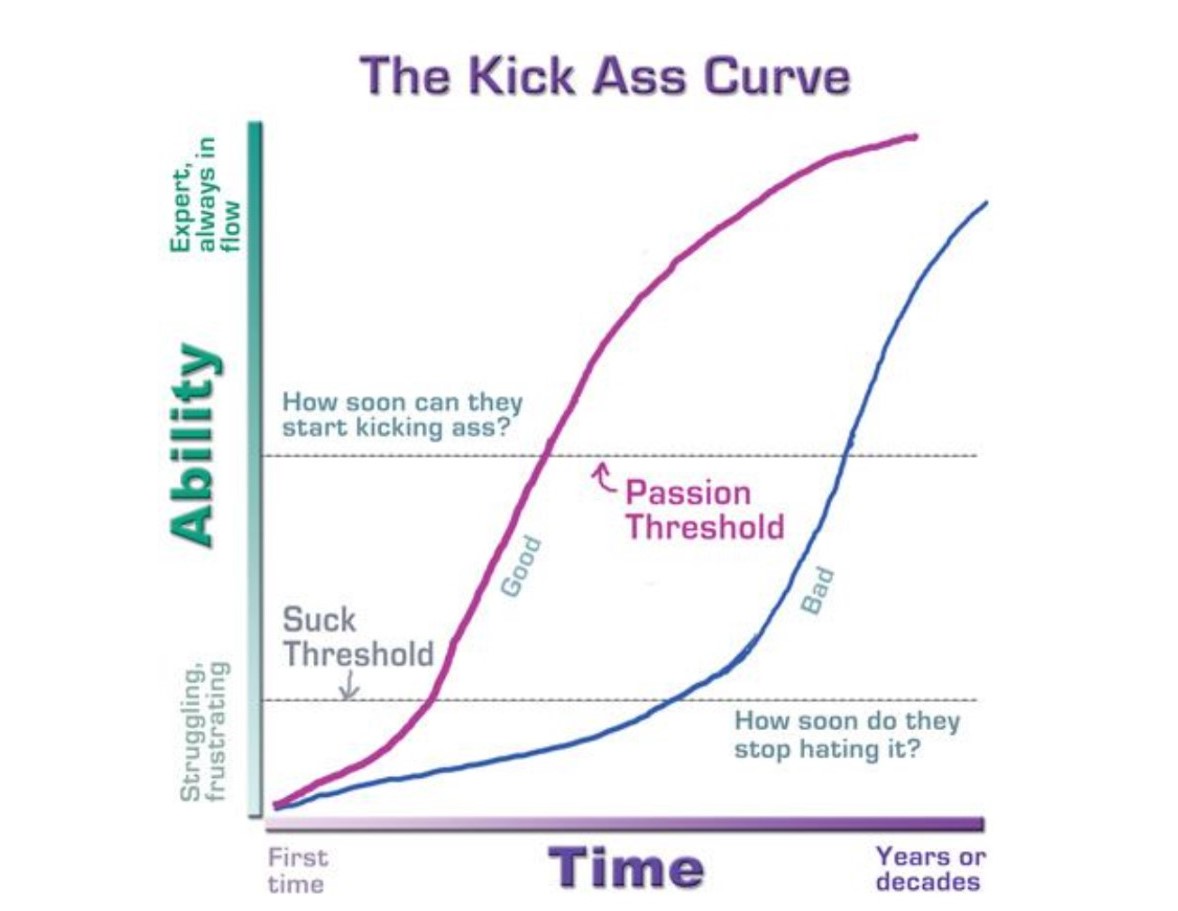 The Kick Ass Curve
Expert,
always in
flow
Ability
How soon can they
start kicking ass?
Passion
Threshold
Good
Bad
Suck
Threshold
Struggling,
frustrating
How soon do they
stop hating it?
First
time
Time
Years or
decades